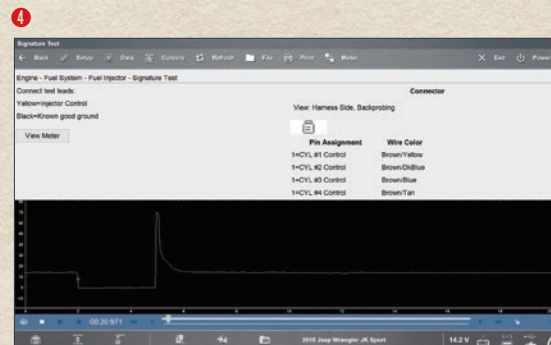 4
Signature Test
Back Setup Data Cursors Refresh File Print Meter Exit Power
Engine - Fuel System - Fuel Injector - Signature Test
Connect test leads:
Yellow=Injector Control
Black=Known good ground
View Meter
Connector
View: Harness Side, Backprobing
Pin Assignment Wire Color
1=CYL #1 Control Brown/Yellow
1=CYL #2 Control Brown/DkBlue
1=CYL #3 Control Brown/Blue
1=CYL #4 Control Brown/Tan
00:20:971
2010 Jeep Wrangler JK Sport 14.2 V